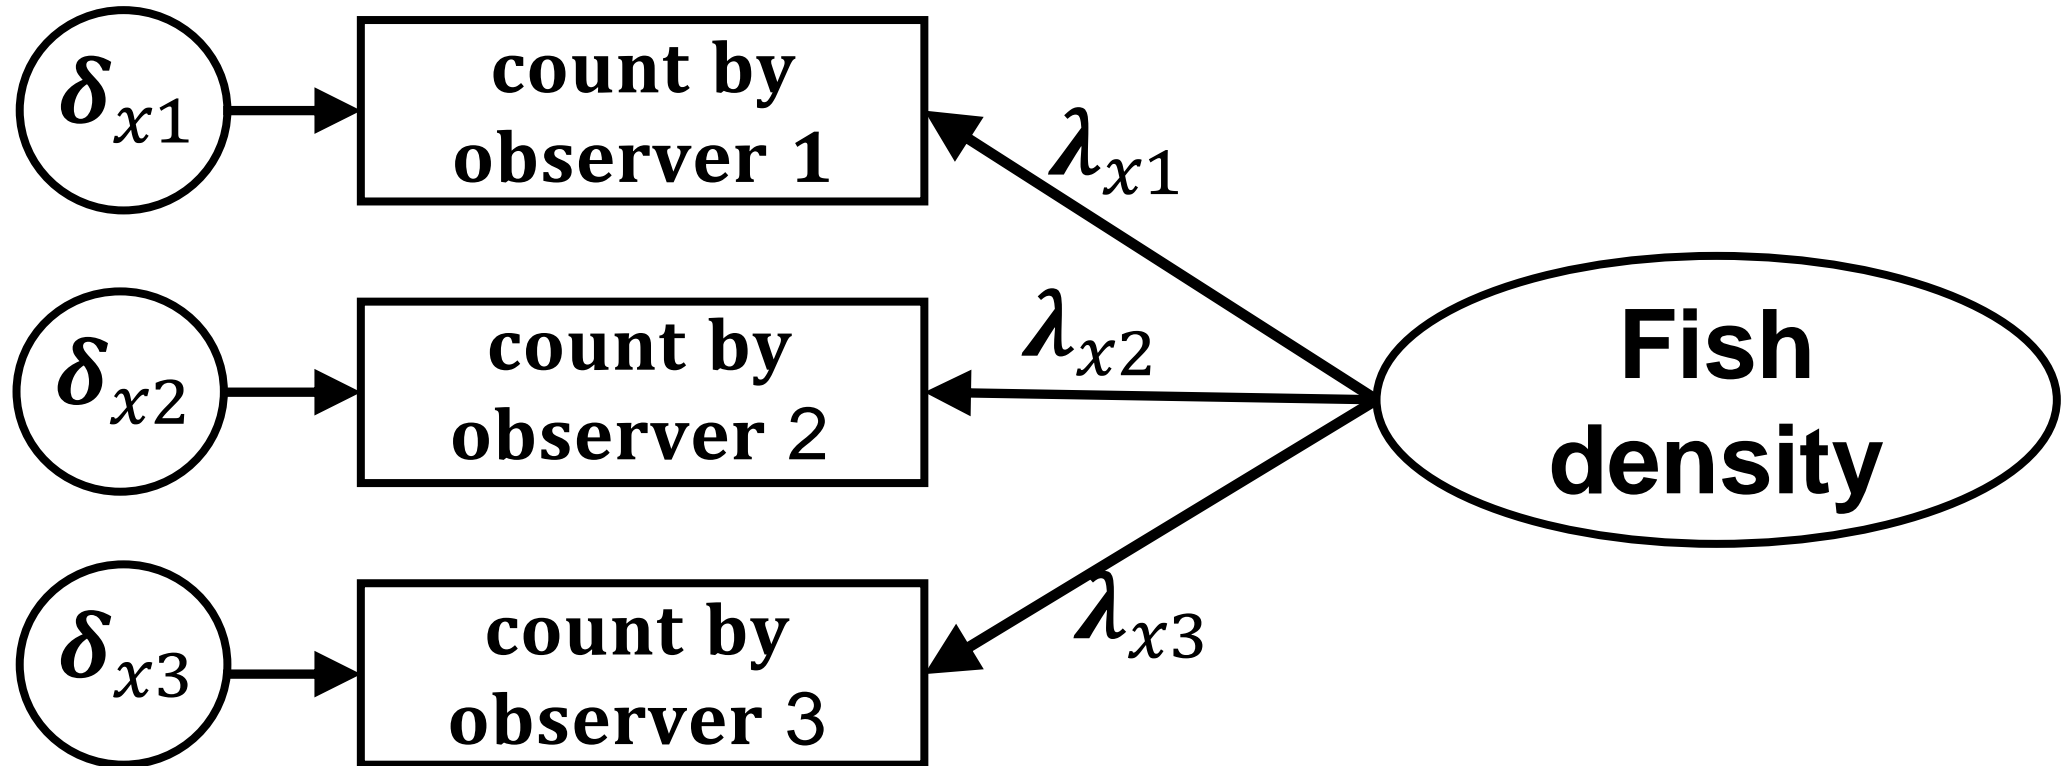 δx1
count by
observer 1
λx1
δx2
count by
observer 2
λx2
Fish
density
δx3
count by
observer 3
λx3